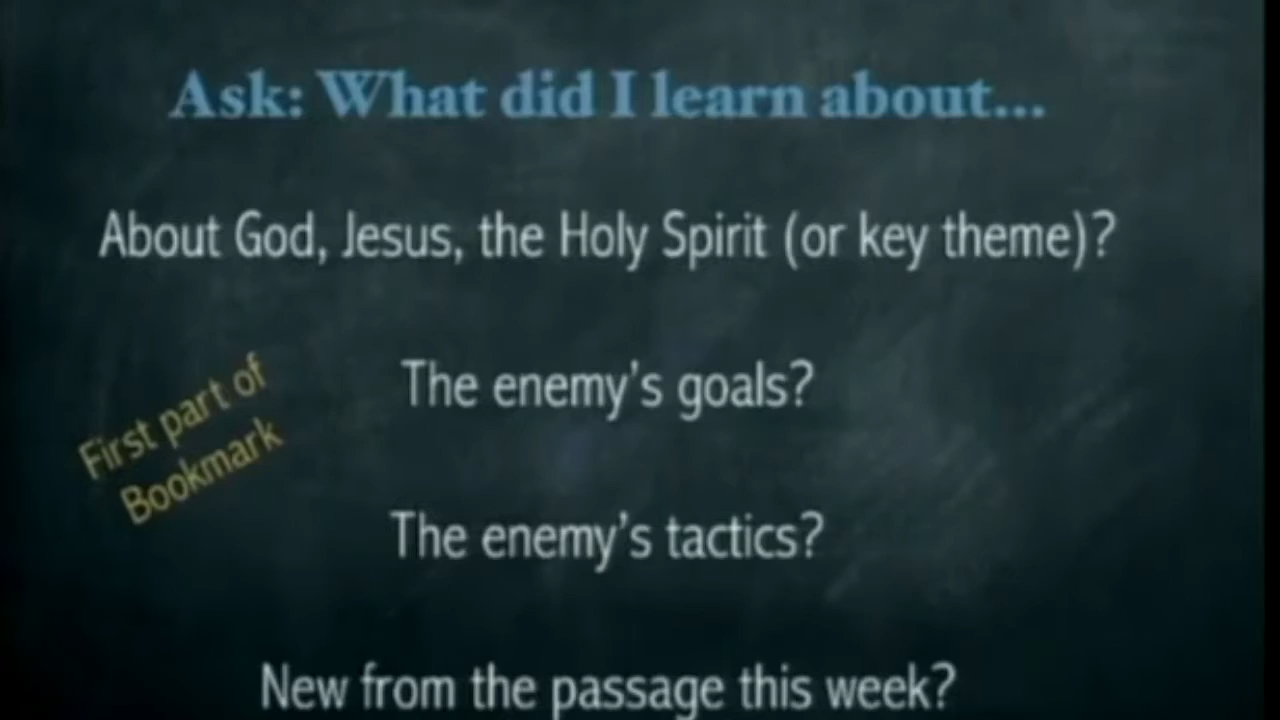 Ask: What did I learn about...
About God, Jesus, the Holy Spirit (or key theme)?
The enemy's goals?
First part of
Bookmark
The enemy's tactics?
New from the passage this week?